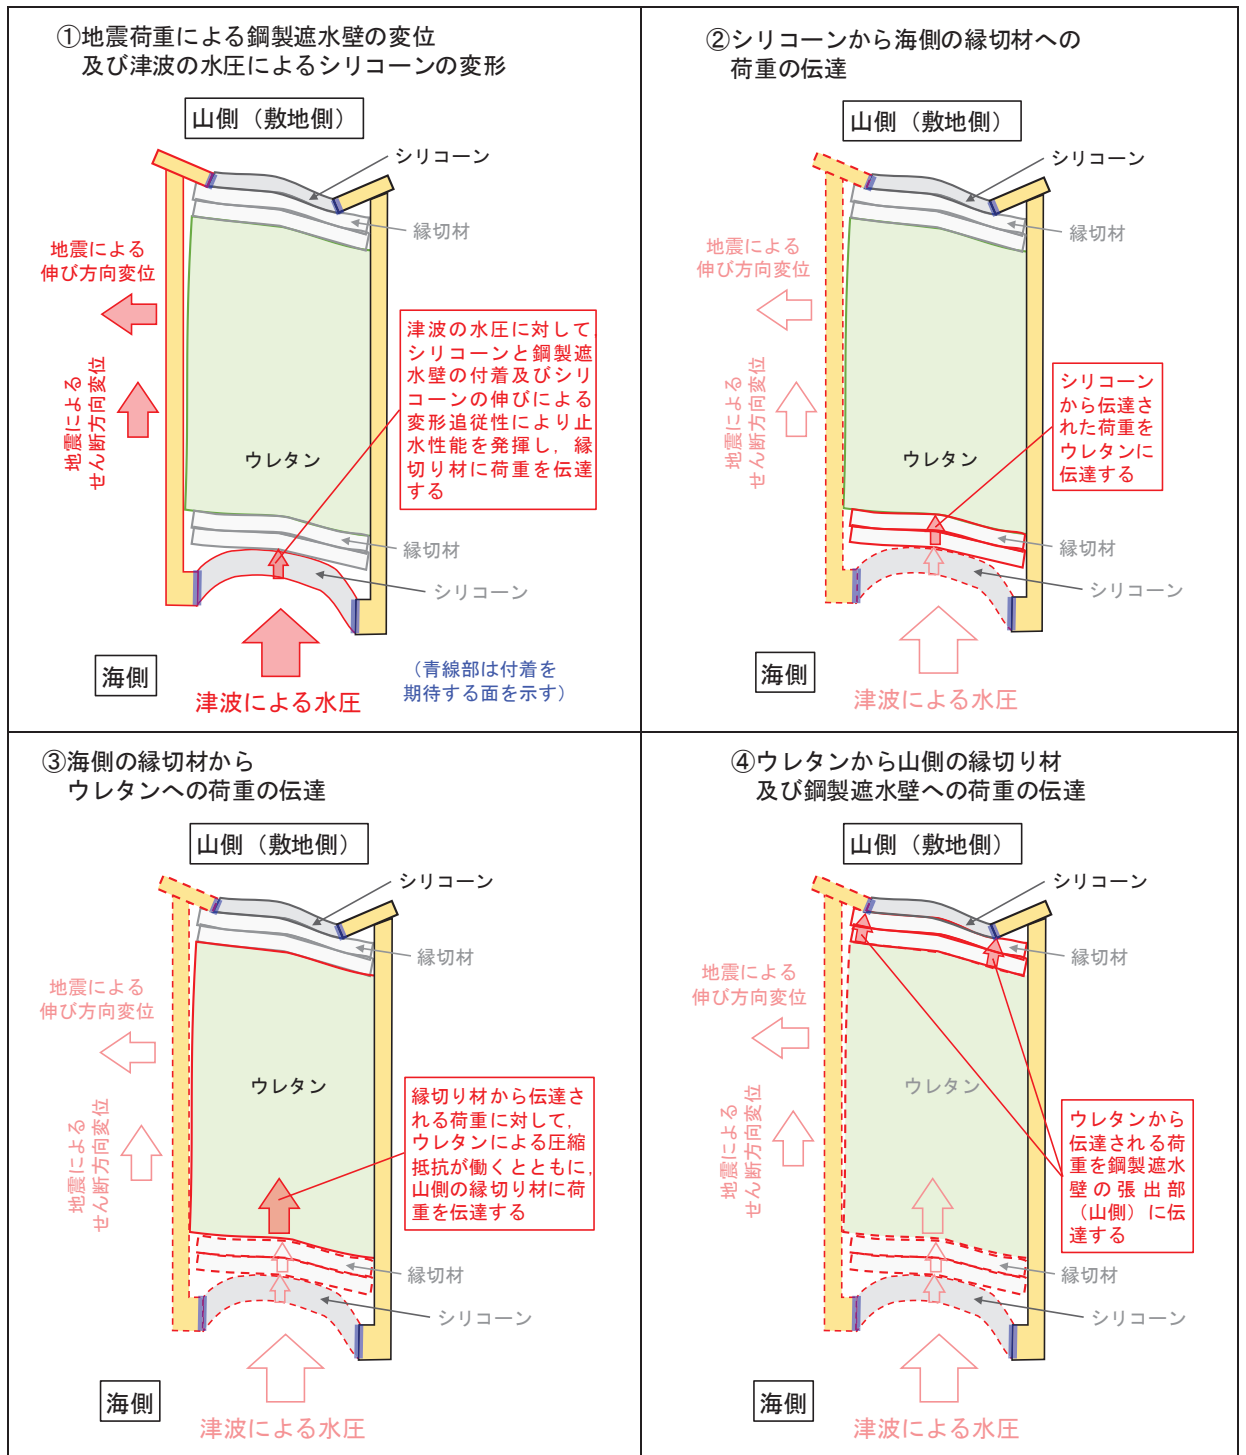 ①地震荷重による鋼製遮水壁の変位
及び津波の水圧によるシリコーンの変形
山側（敷地側）
シリコーン
縁切材
地震による
伸び方向変位
地震による
せん断方向変位
津波の水圧に対して，
シリコーンと鋼製遮
水壁の付着及びシリ
コーンの伸びによる
変形追従性により止
水性能を発揮し，縁
切り材に荷重を伝達
する
ウレタン
縁切材
シリコーン
海側
津波による水圧
（青線部は付着を
期待する面を示す）
②シリコーンから海側の縁切材への
荷重の伝達
山側（敷地側）
シリコーン
縁切材
地震による
伸び方向変位
地震による
せん断方向変位
シリコーン
から伝達さ
れた荷重を
ウレタンに
伝達する
ウレタン
縁切材
シリコーン
海側
津波による水圧
③海側の縁切材から
ウレタンへの荷重の伝達
山側（敷地側）
シリコーン
縁切材
地震による
伸び方向変位
地震による
せん断方向変位
ウレタン
縁切り材から伝達さ
れる荷重に対して，
ウレタンによる圧縮
抵抗が働くとともに，
山側の縁切り材に荷
重を伝達する
縁切材
シリコーン
海側
津波による水圧
④ウレタンから山側の縁切り材
及び鋼製遮水壁への荷重の伝達
山側（敷地側）
シリコーン
縁切材
地震による
伸び方向変位
地震による
せん断方向変位
ウレタン
ウレタンから
伝達される荷
重を鋼製遮水
壁の張出部
（山側）に伝
達する
縁切材
シリコーン
海側
津波による水圧